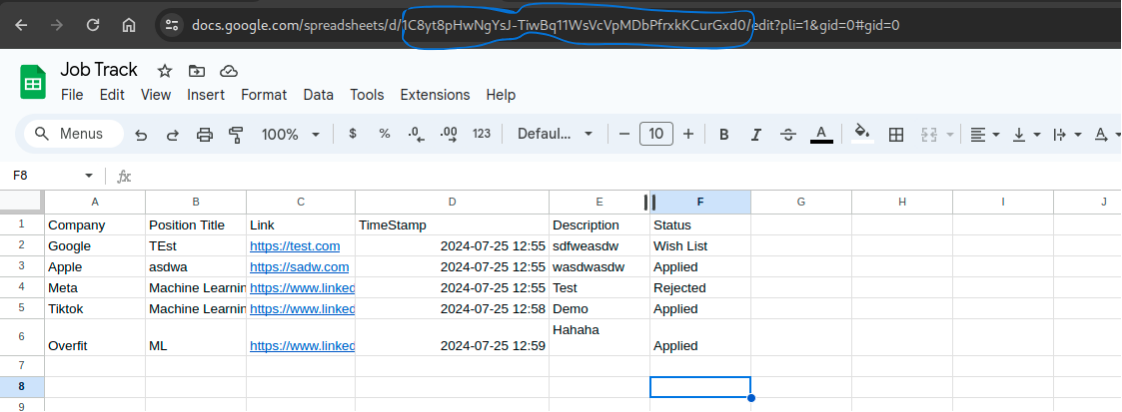 docs.google.com/spreadsheets/d/1C8yt8pHwNgYsJ-TiwBq11WsVcVpMDbPfrxkKCurGxd0/edit?pli=1&gid=0#gid=0
Job Track
File Edit View Insert Format Data Tools Extensions Help
Menus 100% $ % .0 .00 123 Defaul... − 10 + B I S A A
F8 fx
A B C D E F G H I J
1 Company Position Title Link TimeStamp Description Status
2 Google TEst https://test.com 2024-07-25 12:55 sdfweasdw Wish List
3 Apple asdwa https://sadw.com 2024-07-25 12:55 wasdwasdw Applied
4 Meta Machine Learnin https://www.linked 2024-07-25 12:55 Test Rejected
5 Tiktok Machine Learnin https://www.linked 2024-07-25 12:58 Demo Applied
6 Overfit ML https://www.linked 2024-07-25 12:59 Hahaha Applied
7
8
9